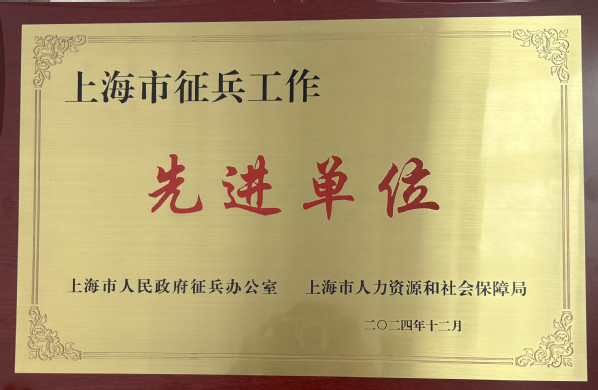 上海市征兵工作
先进单位
上海市人民政府征兵办公室 上海市人力资源和社会保障局
二〇二四年十二月